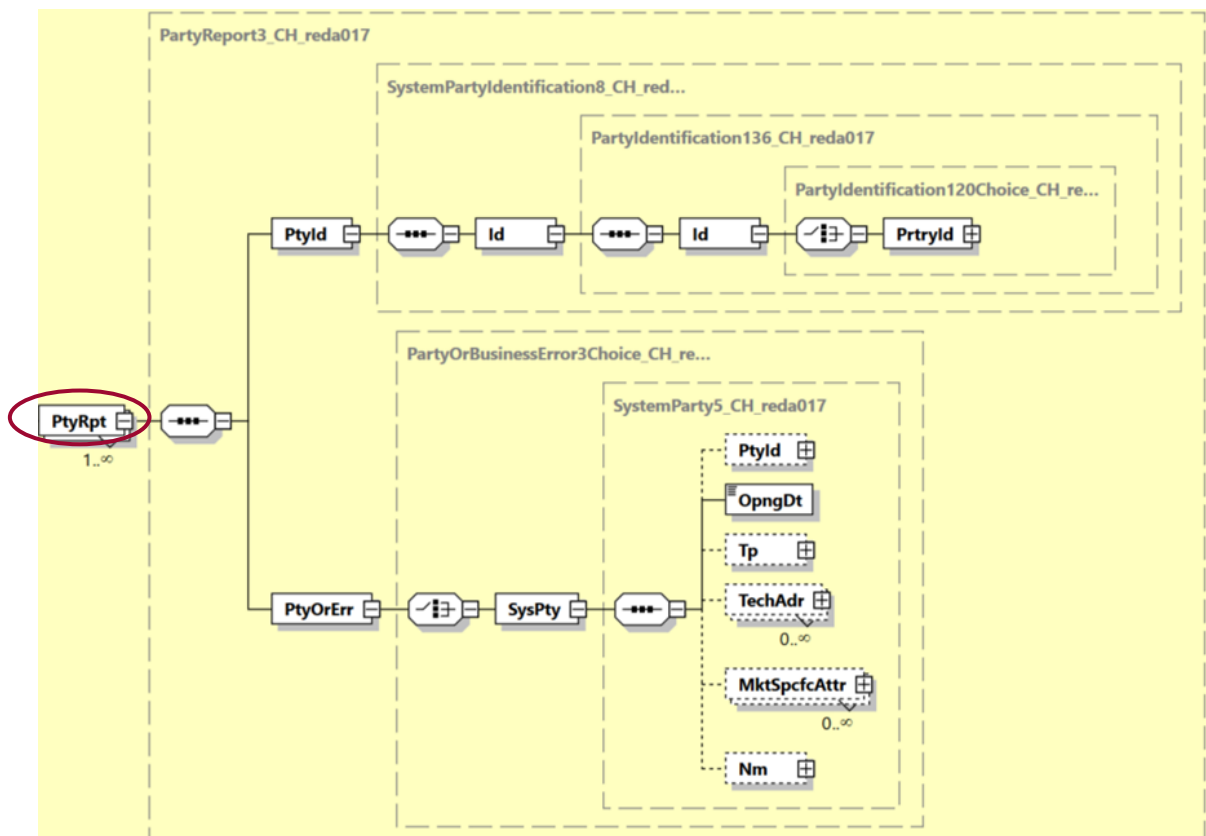 PartyReport3_CH_reda017
SystemPartyIdentification8_CH_red...
PartyIdentification136_CH_reda017
PartyIdentification120Choice_CH_re...
PtyId
Id
Id
PrtryId
PartyOrBusinessError3Choice_CH_re...
SystemParty5_CH_reda017
PtyRpt
1..∞
PtyId
OpngDt
Tp
PtyOrErr
SysPty
TechAdr
0..∞
MktSpcfcAttr
0..∞
Nm